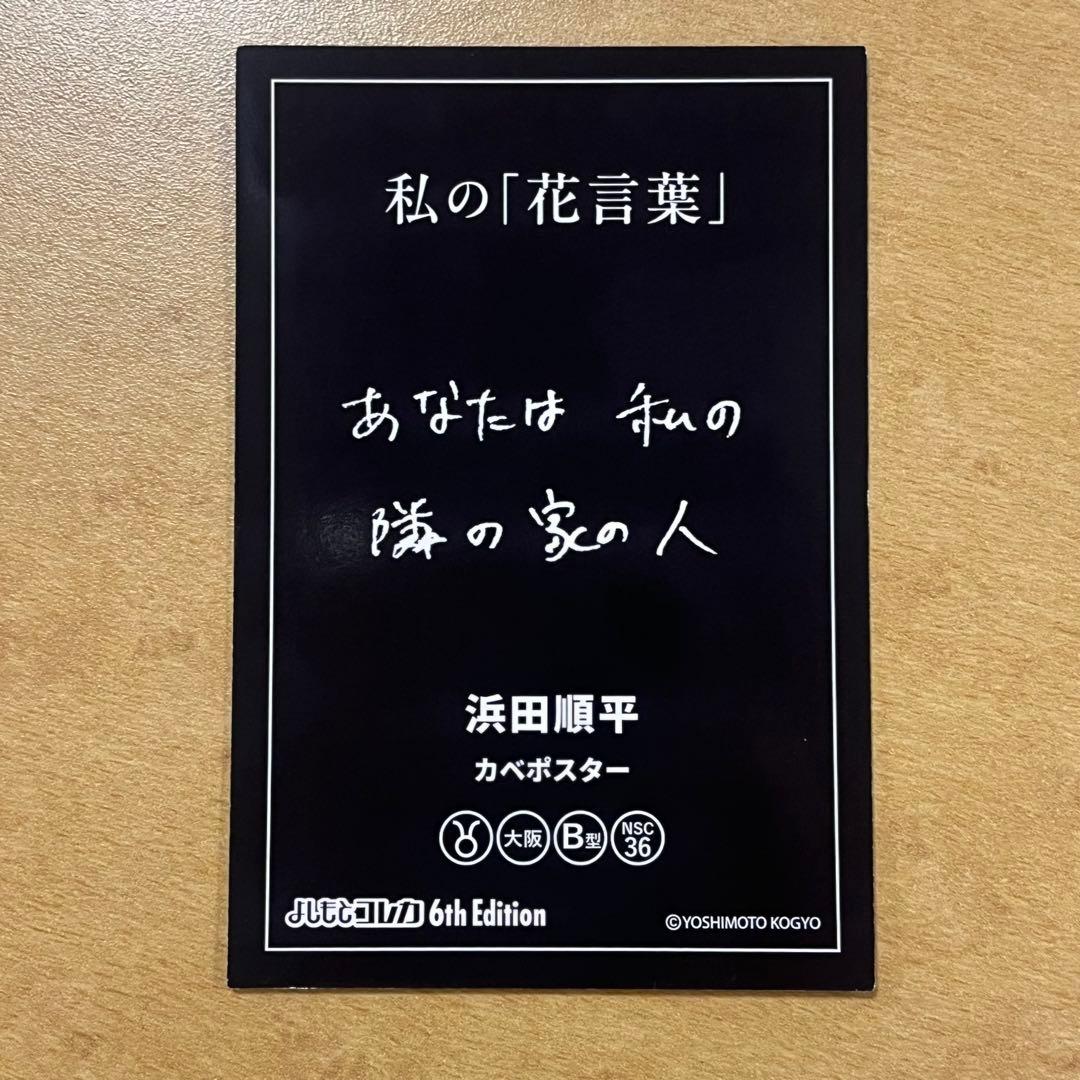 私の「花言葉」
あなたは 私の
隣の家の人
浜田順平
カベポスター
♉ 大阪 B型 NSC 36
よしもとコレカ 6th Edition
©YOSHIMOTO KOGYO